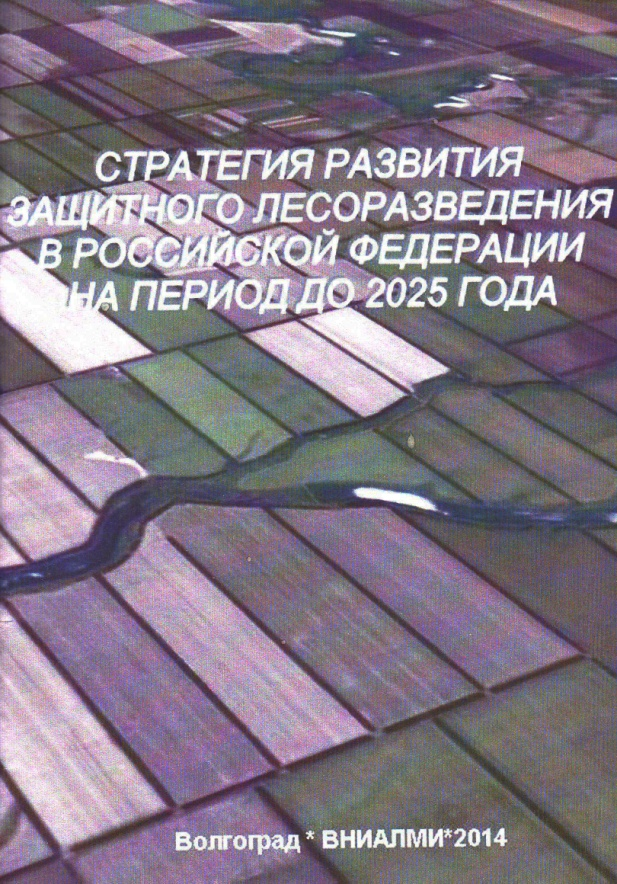 СТРАТЕГИЯ РАЗВИТИЯ
ЗАЩИТНОГО ЛЕСОРАЗВЕДЕНИЯ
В РОССИЙСКОЙ ФЕДЕРАЦИИ
НА ПЕРИОД ДО 2025 ГОДА
Волгоград * ВНИАЛМИ*2014